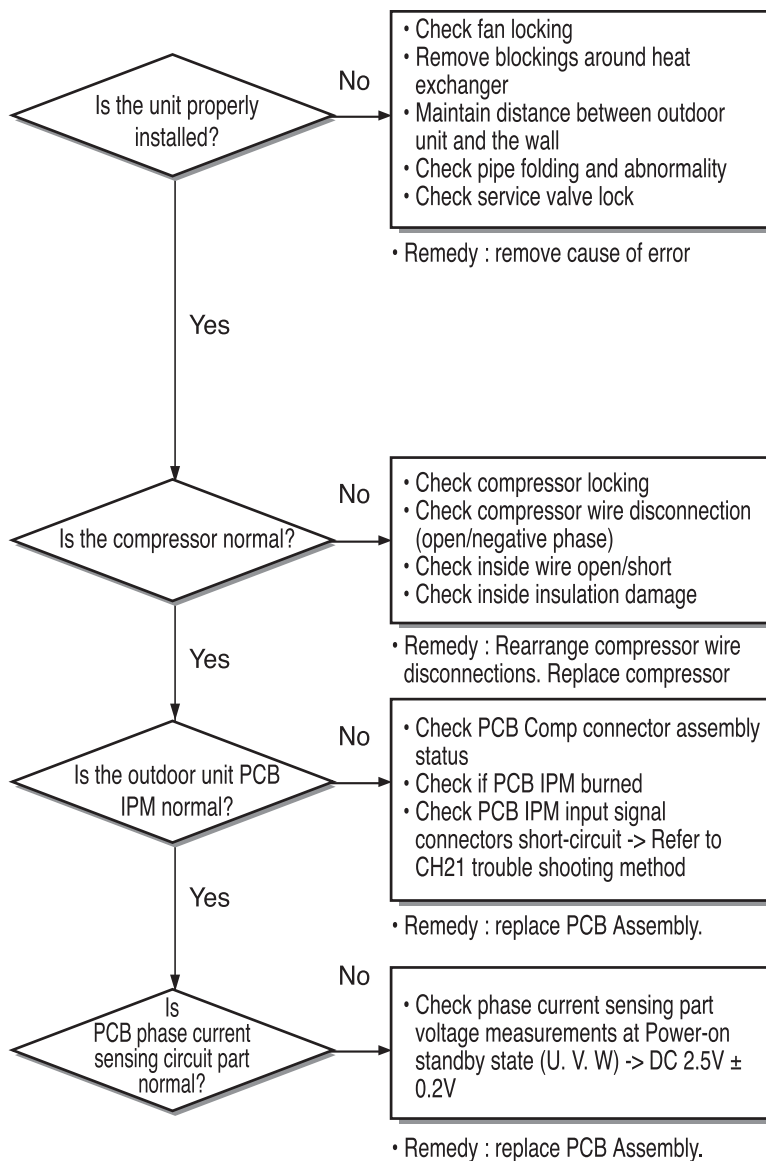 Is the unit properly
installed?
No
• Check fan locking
• Remove blockings around heat
exchanger
• Maintain distance between outdoor
unit and the wall
• Check pipe folding and abnormality
• Check service valve lock
• Remedy : remove cause of error
Yes
Is the compressor normal?
No
• Check compressor locking
• Check compressor wire disconnection
(open/negative phase)
• Check inside wire open/short
• Check inside insulation damage
• Remedy : Rearrange compressor wire
disconnections. Replace compressor
Yes
Is the outdoor unit PCB
IPM normal?
No
• Check PCB Comp connector assembly
status
• Check if PCB IPM burned
• Check PCB IPM input signal
connectors short-circuit -> Refer to
CH21 trouble shooting method
• Remedy : replace PCB Assembly.
Yes
Is
PCB phase current
sensing circuit part
normal?
No
• Check phase current sensing part
voltage measurements at Power-on
standby state (U. V. W) -> DC 2.5V ±
0.2V
• Remedy : replace PCB Assembly.